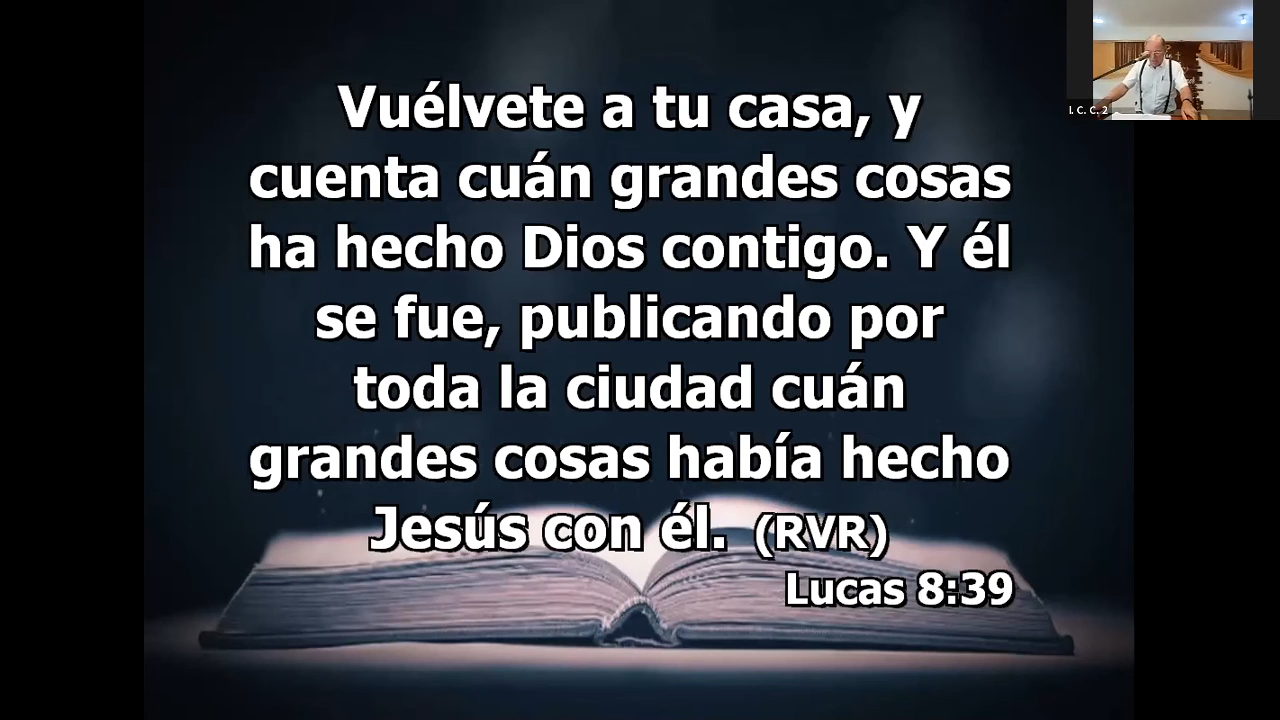 Vuélvete a tu casa, y
cuenta cuán grandes cosas
ha hecho Dios contigo. Y él
se fue, publicando por
toda la ciudad cuán
grandes cosas había hecho
Jesús con él. (RVR)
Lucas 8:39
I. C. C. 2